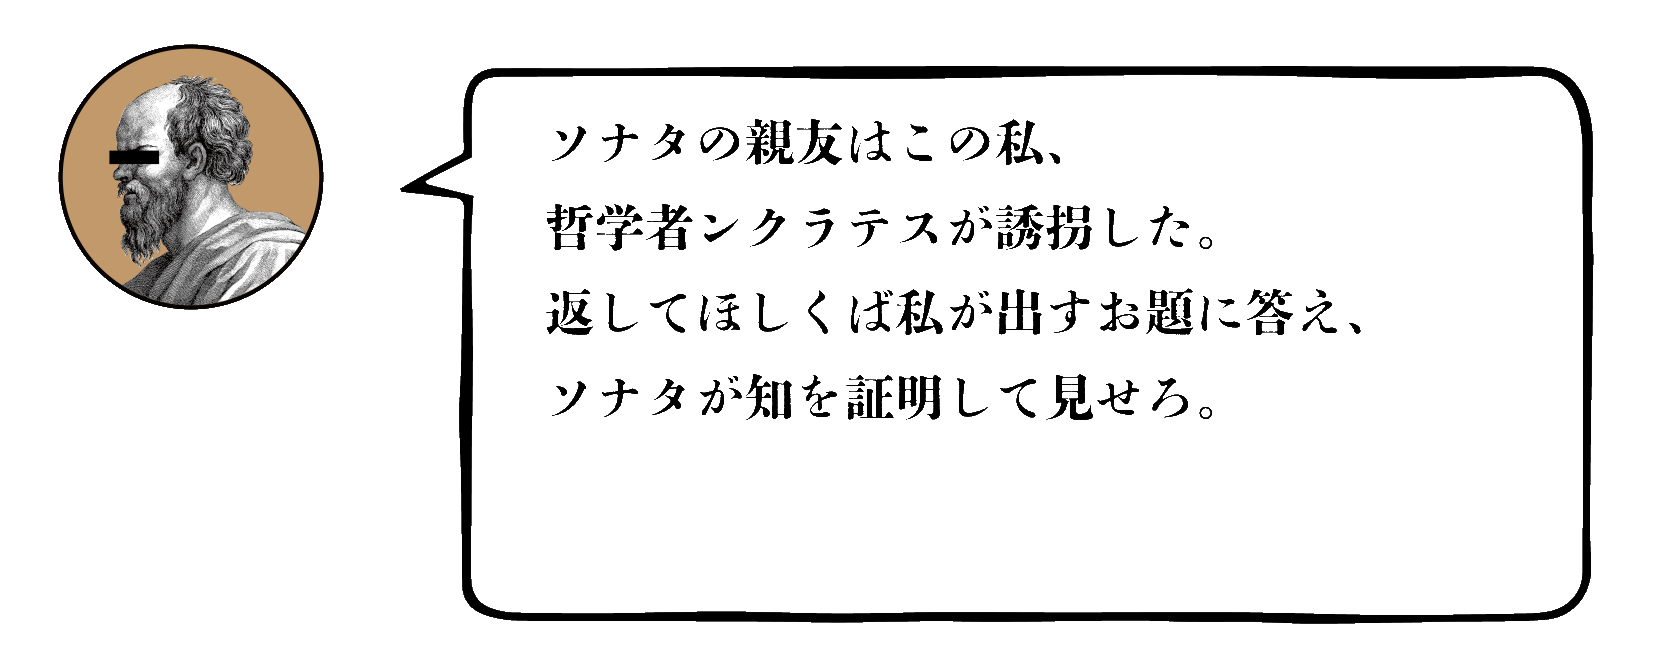 ソナタの親友はこの私、
哲学者ンクラテスが誘拐した。
返してほしくば私が出すお題に答え、
ソナタが知を証明して見せろ。